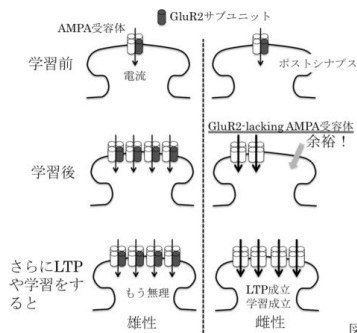 GluR2サブユニット
AMPA受容体
学習前
電流
ポストシナプス
GluR2-lacking AMPA受容体
余裕！
学習後
さらにLTP
や学習をす
ると
もう無理
LTP成立
学習成立
雄性
雌性